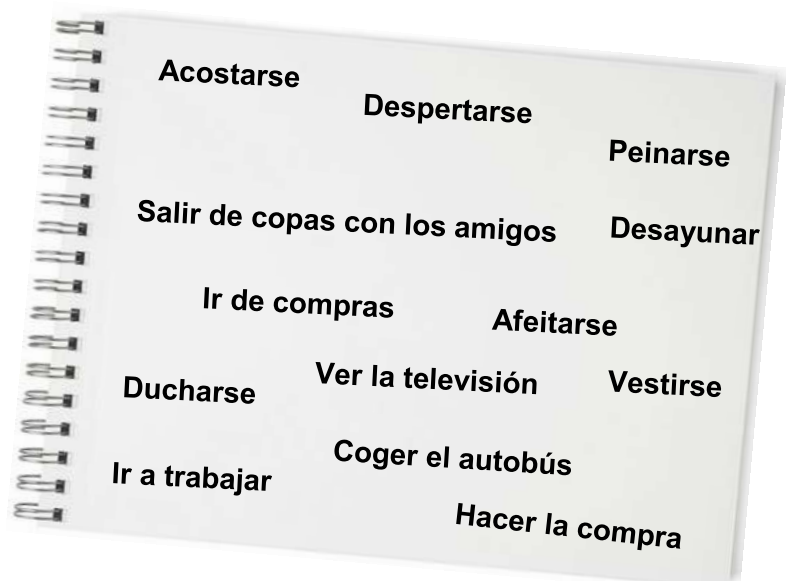 Acostarse
Despertarse
Peinarse
Salir de copas con los amigos
Desayunar
Ir de compras
Afeitarse
Ver la televisión
Vestirse
Ducharse
Coger el autobús
Ir a trabajar
Hacer la compra